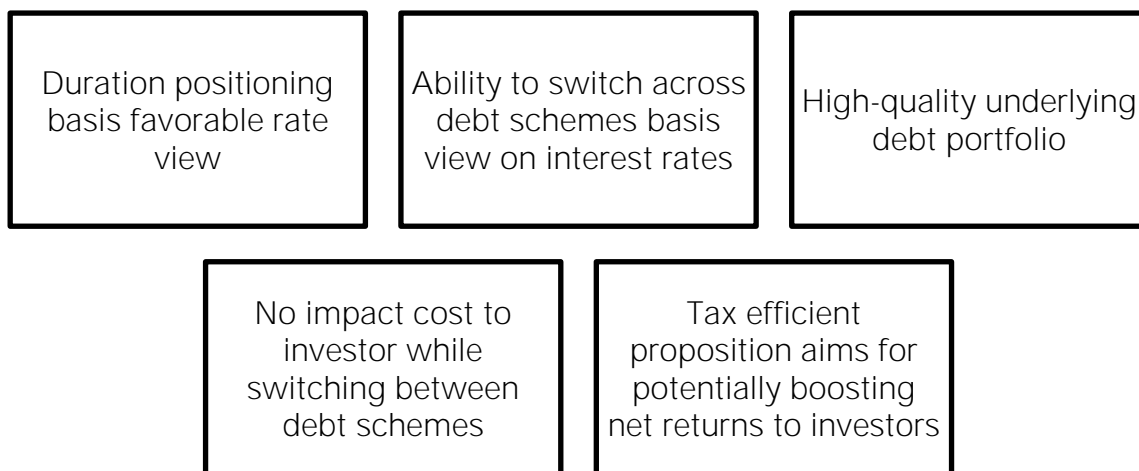 Duration positioning
basis favorable rate
view
Ability to switch across
debt schemes basis
view on interest rates
High-quality underlying
debt portfolio
No impact cost to
investor while
switching between
debt schemes
Tax efficient
proposition aims for
potentially boosting
net returns to investors